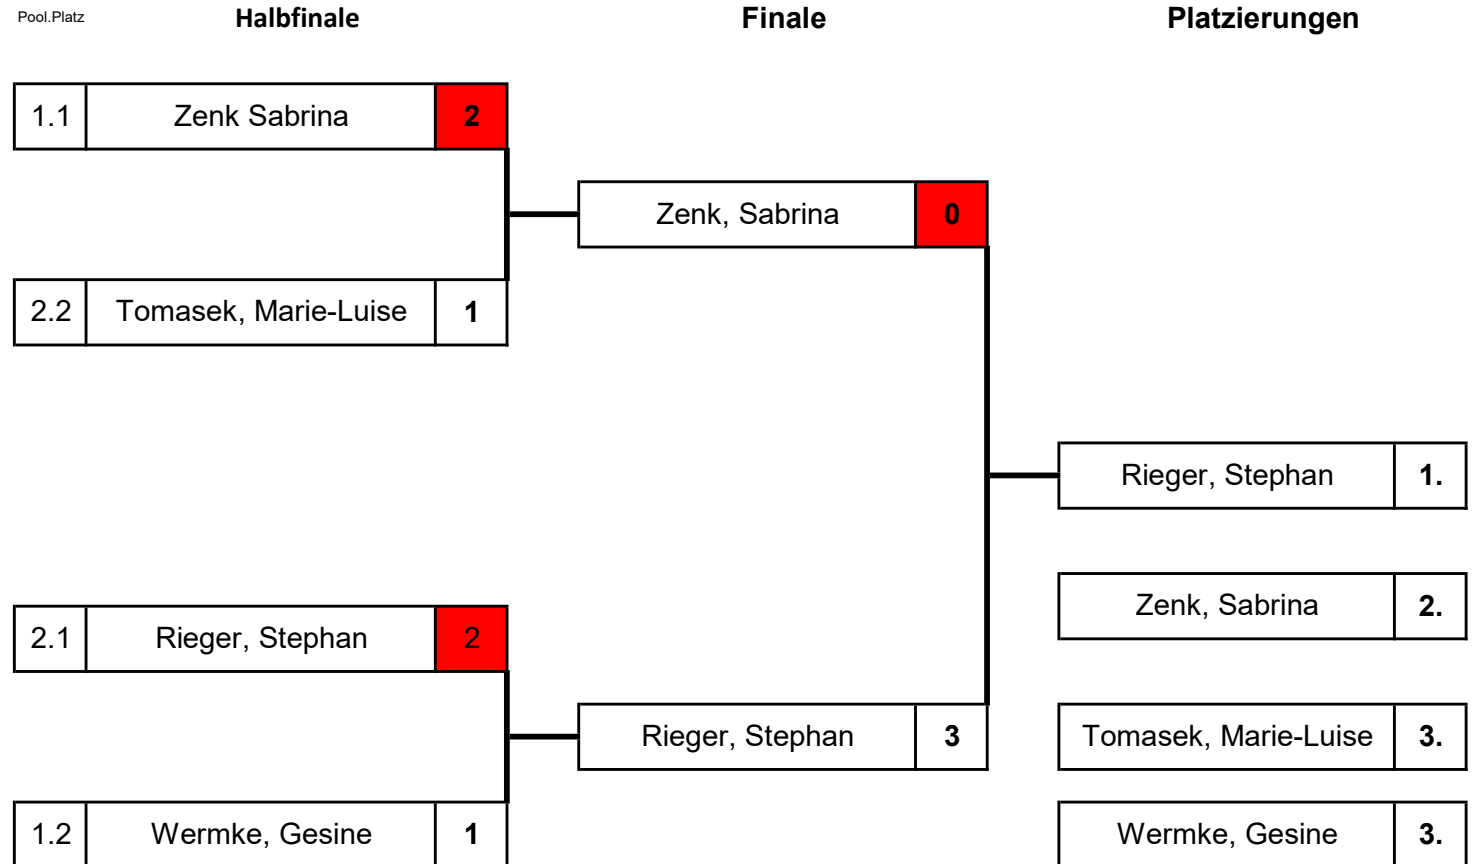 Pool.Platz Halbfinale Finale Platzierungen
1.1 Zenk Sabrina 2
Zenk, Sabrina 0
2.2 Tomasek, Marie-Luise 1
Rieger, Stephan 1.
Zenk, Sabrina 2.
2.1 Rieger, Stephan 2
Rieger, Stephan 3 Tomasek, Marie-Luise 3.
1.2 Wermke, Gesine 1 Wermke, Gesine 3.